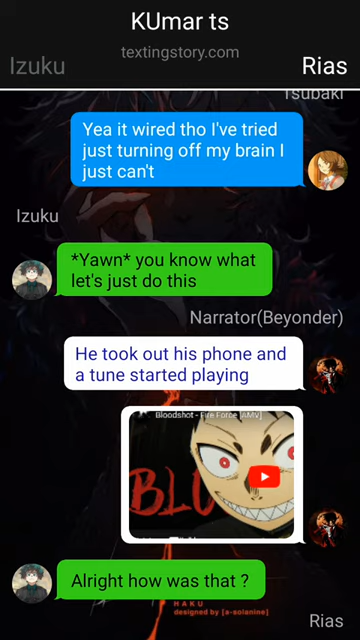 KUmar ts
textingstory.com
Izuku
Rias
Tsubaki
Yea it wired tho I've tried
just turning off my brain I
just can't
Izuku
*Yawn* you know what
let's just do this
Narrator(Beyonder)
He took out his phone and
a tune started playing
Bloodshot - Fire Force [AMV]
BLO
Alright how was that ?
HAKU
designed by [a-solanine]
Rias